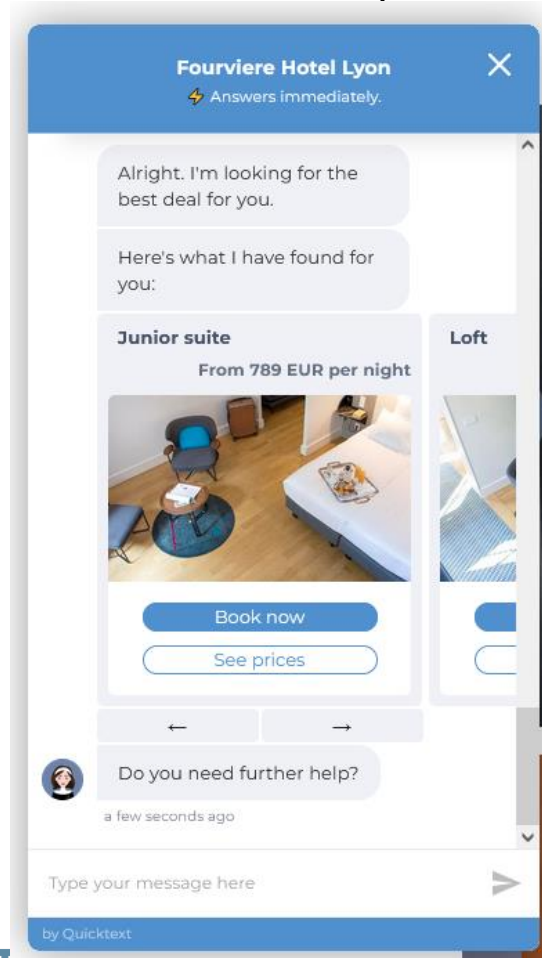 Fourviere Hotel Lyon
⚡ Answers immediately.
Alright. I'm looking for the
best deal for you.
Here's what I have found for
you:
Junior suite
From 789 EUR per night
Loft
Book now
See prices
← →
Do you need further help?
a few seconds ago
Type your message here
by Quicktext